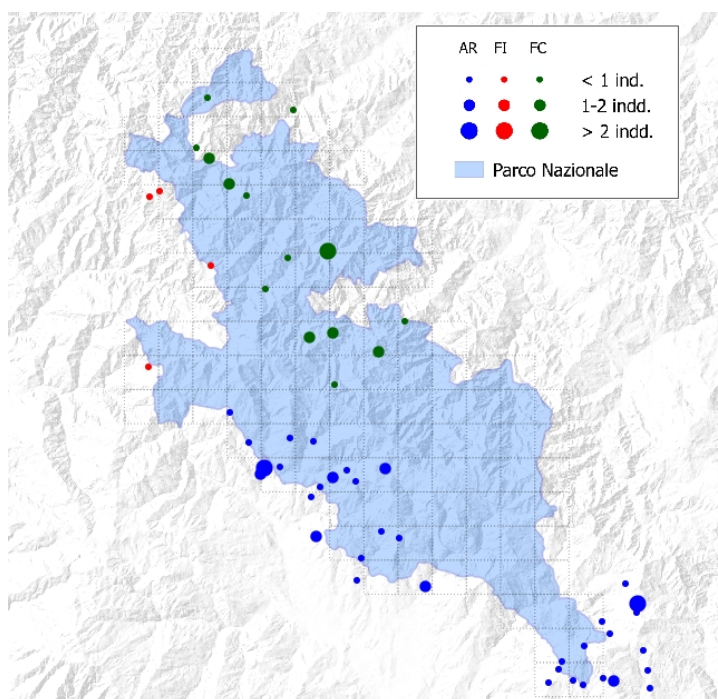 AR FI FC
< 1 ind.
1-2 indd.
> 2 indd.
Parco Nazionale